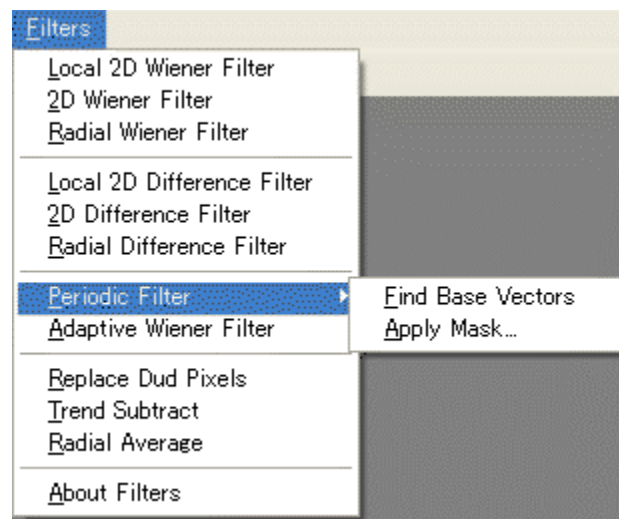 Filters
Local 2D Wiener Filter
2D Wiener Filter
Radial Wiener Filter
Local 2D Difference Filter
2D Difference Filter
Radial Difference Filter
Periodic Filter
Find Base Vectors
Adaptive Wiener Filter
Apply Mask...
Replace Dud Pixels
Trend Subtract
Radial Average
About Filters